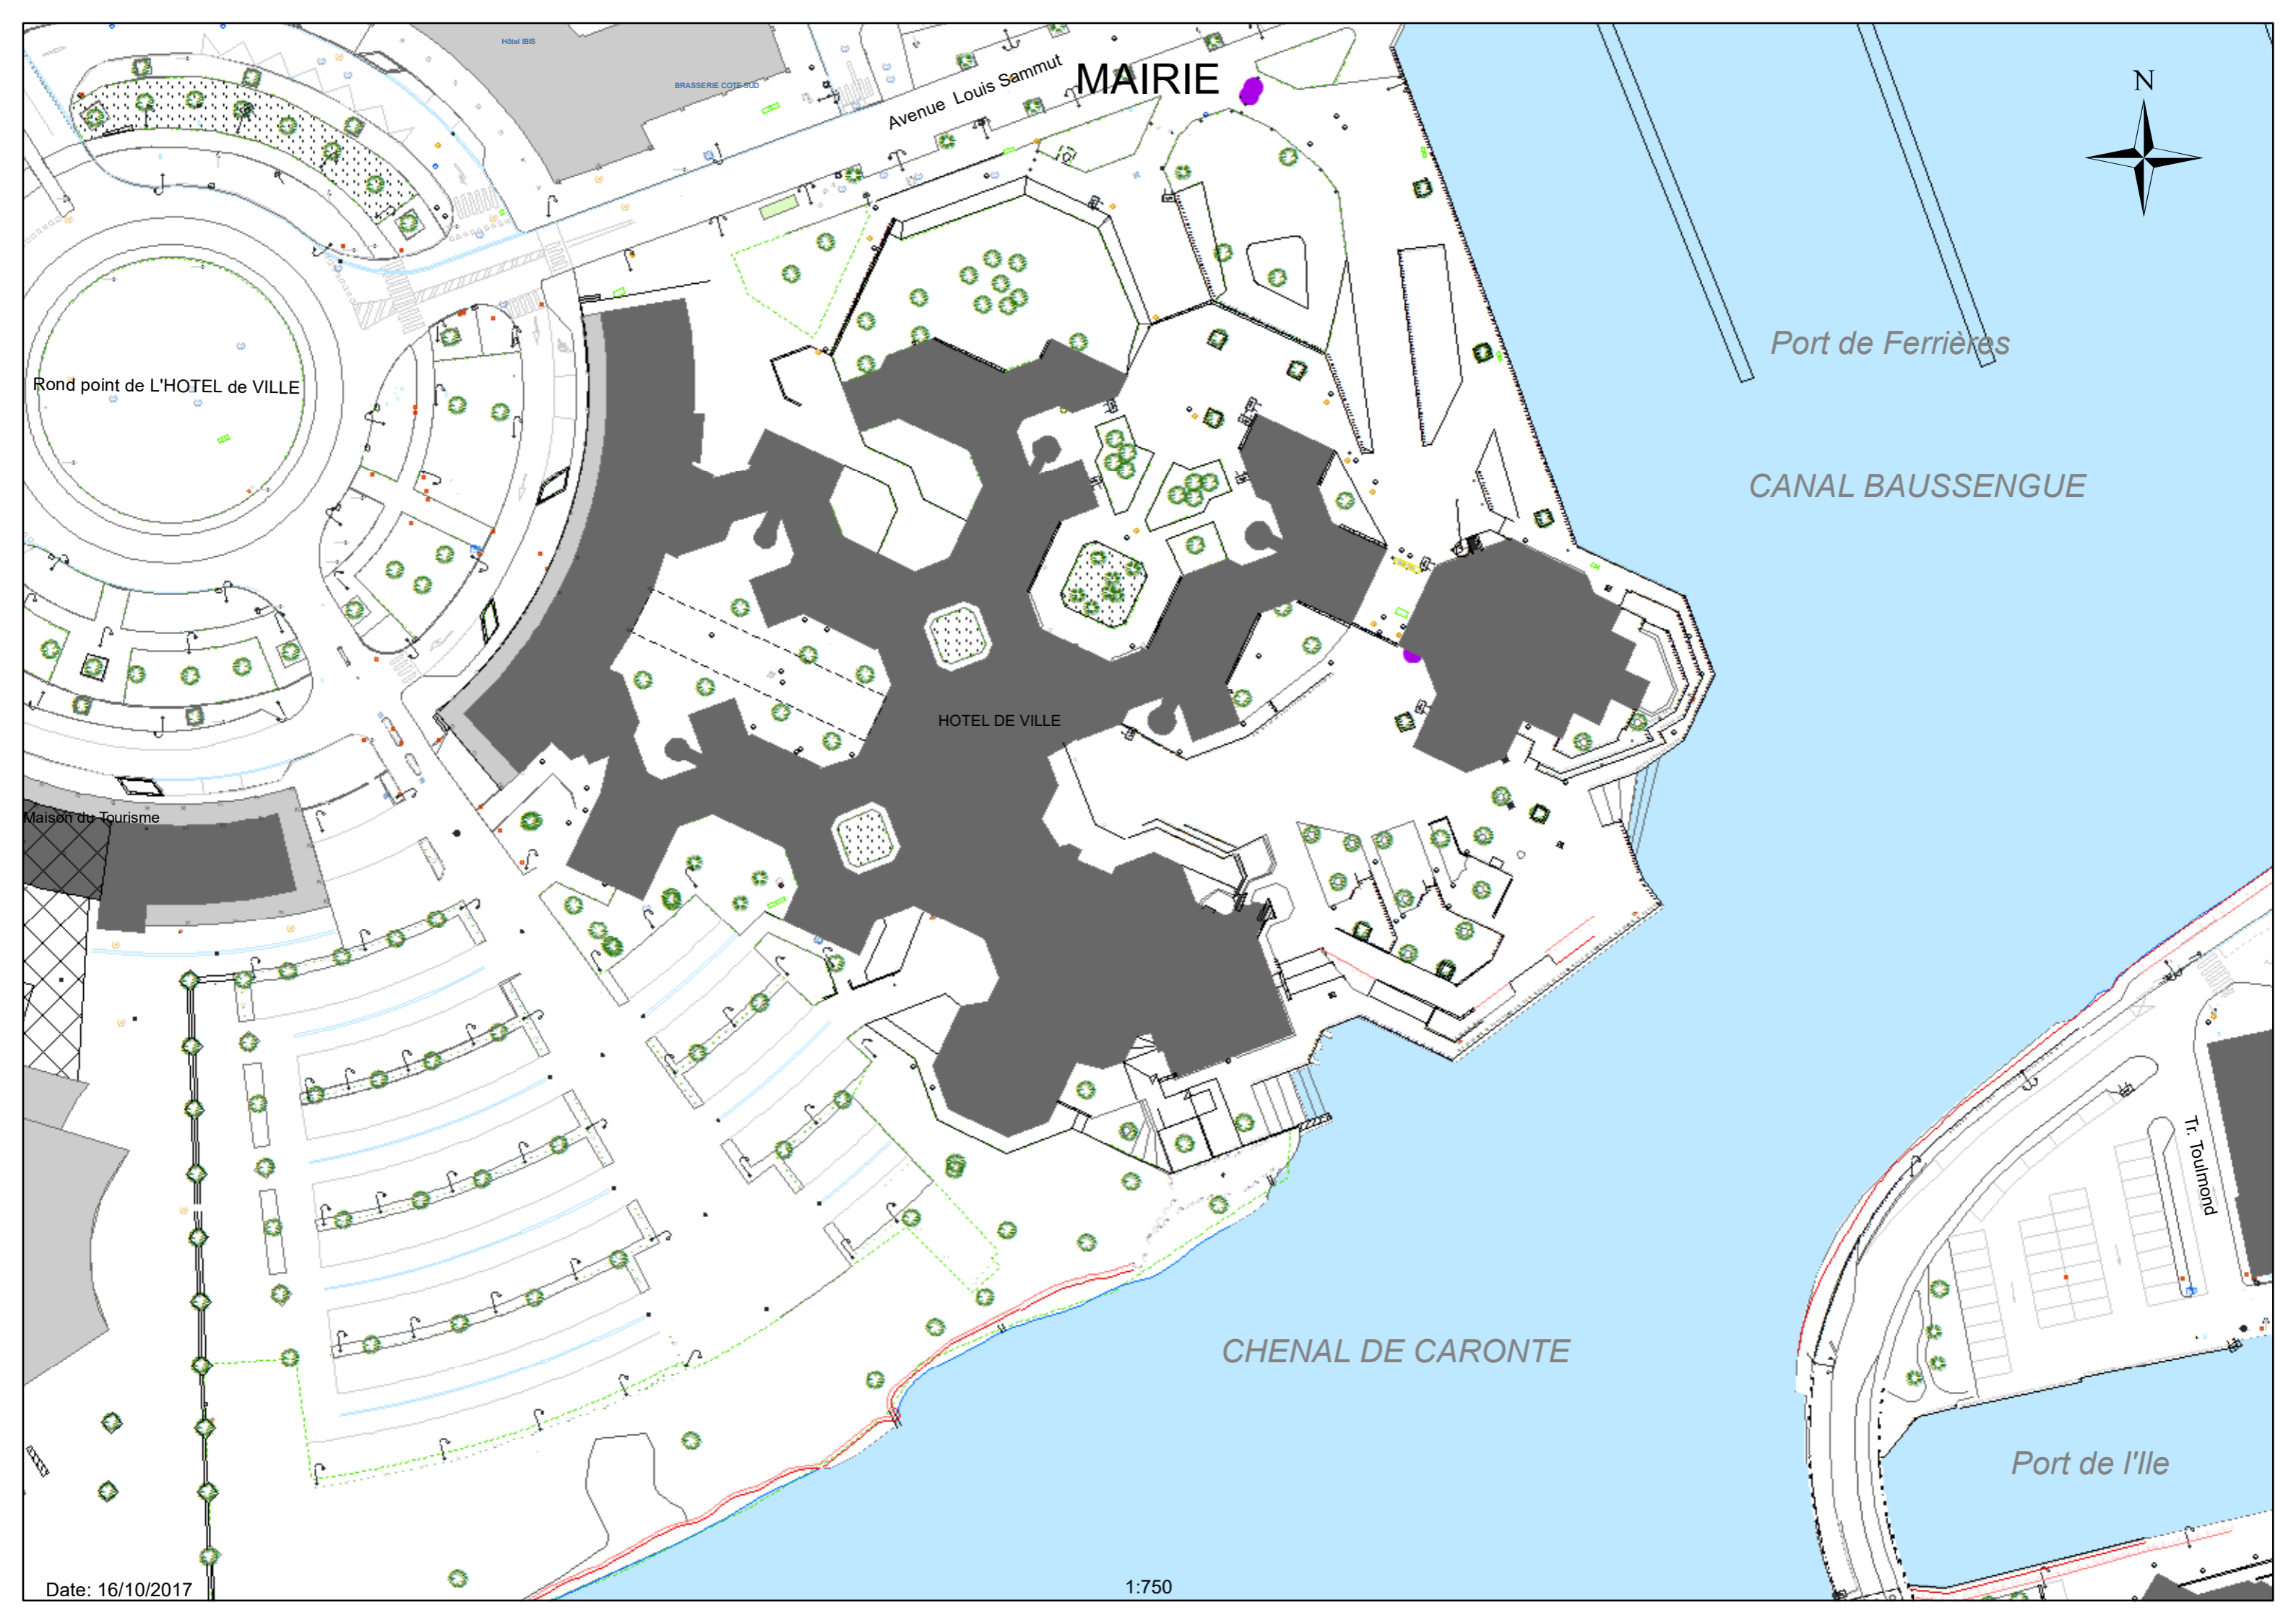 Hôtel IBIS
BRASSERIE COTE SUD
Avenue Louis Sammut
MAIRIE
N
Port de Ferrières
Rond point de L'HOTEL de VILLE
CANAL BAUSSENGUE
HOTEL DE VILLE
Maison du Tourisme
Tr. Toulmond
CHENAL DE CARONTE
Port de l'Ile
Date: 16/10/2017
1:750